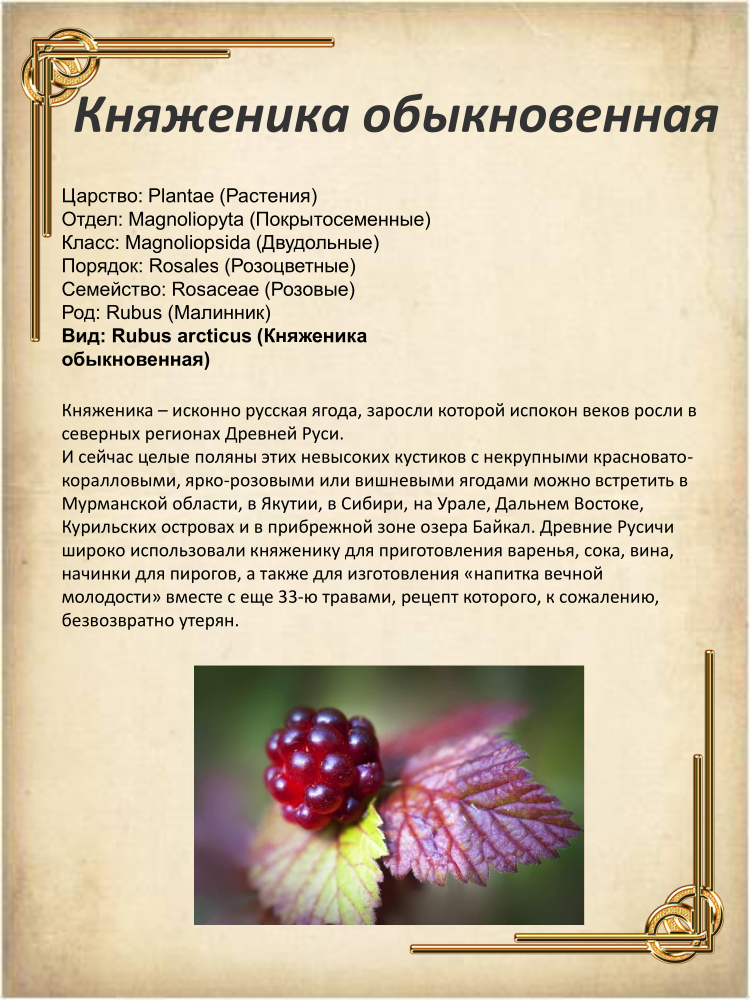 Княженика обыкновенная
Царство: Plantae (Растения)
Отдел: Magnoliopyta (Покрытосеменные)
Класс: Magnoliopsida (Двудольные)
Порядок: Rosales (Розоцветные)
Семейство: Rosaceae (Розовые)
Род: Rubus (Малинник)
Вид: Rubus arcticus (Княженика
обыкновенная)
Княженика – исконно русская ягода, заросли которой испокон веков росли в
северных регионах Древней Руси.
И сейчас целые поляны этих невысоких кустиков с некрупными красновато-
коралловыми, ярко-розовыми или вишневыми ягодами можно встретить в
Мурманской области, в Якутии, в Сибири, на Урале, Дальнем Востоке,
Курильских островах и в прибрежной зоне озера Байкал. Древние Русичи
широко использовали княженику для приготовления варенья, сока, вина,
начинки для пирогов, а также для изготовления «напитка вечной
молодости» вместе с еще 33-ю травами, рецепт которого, к сожалению,
безвозвратно утерян.